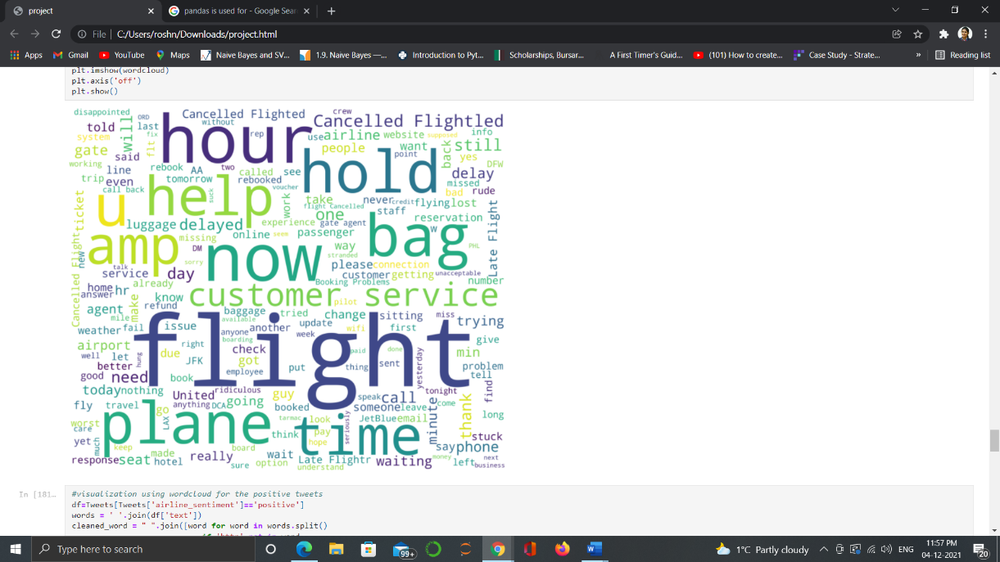 project
pandas is used for - Google Sear
File
C:/Users/roshn/Downloads/project.html
Apps Gmail YouTube Maps Naive Bayes and SV... 1.9. Naive Bayes —... Introduction to Pyt... Scholarships, Bursar... A First Timer's Guid... (101) How to create... Case Study - Strate... » Reading list
plt.imshow(wordcloud)
plt.axis('off')
plt.show()
disappointed ORD Cancelled Flighted crew
told last without Cancelled Flightled
system will fix hour rep use airline website supposed info
gate flt people want still
working said hold point back yes DFW
line rebook AA two called see delay
trip even tomorrow rebooked voucher missed
call back help suck work take never credit flying lost bad rude
u flight Cancelled staff
ticket luggage delayed experience one gate agent reservation Late Flight
amp missing online seem passenger bag w
DM now way stranded PHL
new talk sorry please connection
service day customer getting unacceptable
Cancelled Flight home hr already Booking Problems number
answer know customer service
agent make refund pilot
mile baggage tried change sitting miss trying
weather fail issue available another update first
flight anyone week wifi give
airport right boarding paid done min
well let due JFK check got put thing sent yesterday problem
better hung employee tell
good need book tonight find
today nothing United ridiculous guy speak call
fly travel anything DCA going booked someone leave come long
worst go LAX plane tarmac look JetBlue email minute thank
care think pay seriously time stuck
yet much keep made board hope say phone
response seat hotel really wait Late Flightr waiting money left next
sure option understand business
In [181...
#visualization using wordcloud for the positive tweets
df=Tweets[Tweets['airline_sentiment']=='positive']
words = ' '.join(df['text'])
cleaned_word = " ".join([word for word in words.split()
if 'http' not in word
Type here to search
99+
1°C Partly cloudy
ENG
11:57 PM
04-12-2021
20